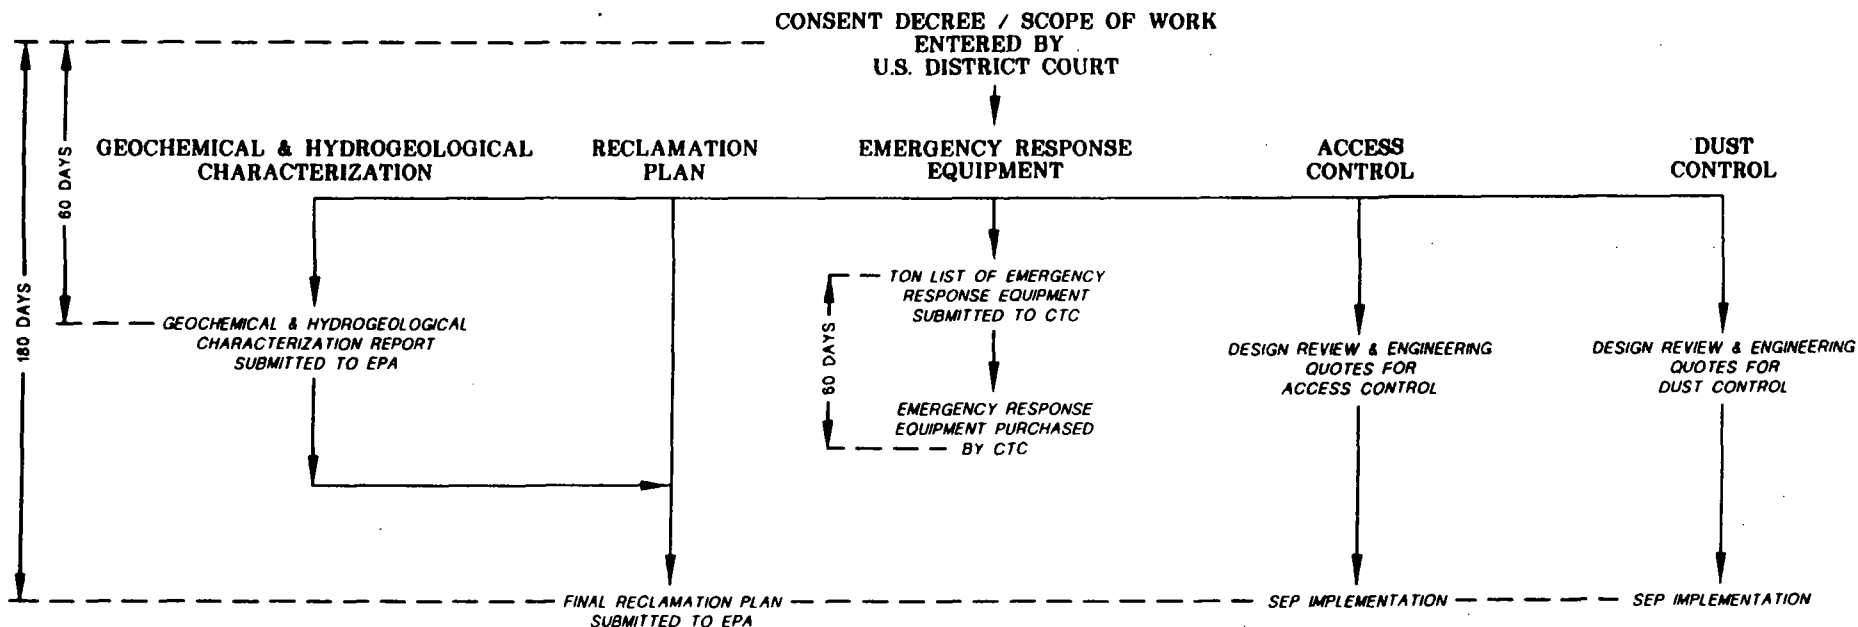 CONSENT DECREE / SCOPE OF WORK
ENTERED BY
U.S. DISTRICT COURT
GEOCHEMICAL & HYDROGEOLOGICAL
CHARACTERIZATION
RECLAMATION
PLAN
EMERGENCY RESPONSE
EQUIPMENT
ACCESS
CONTROL
DUST
CONTROL
180 DAYS
60 DAYS
GEOCHEMICAL & HYDROGEOLOGICAL
CHARACTERIZATION REPORT
SUBMITTED TO EPA
60 DAYS
TON LIST OF EMERGENCY
RESPONSE EQUIPMENT
SUBMITTED TO CTC
EMERGENCY RESPONSE
EQUIPMENT PURCHASED
BY CTC
DESIGN REVIEW & ENGINEERING
QUOTES FOR
ACCESS CONTROL
DESIGN REVIEW & ENGINEERING
QUOTES FOR
DUST CONTROL
FINAL RECLAMATION PLAN
SUBMITTED TO EPA
SEP IMPLEMENTATION
SEP IMPLEMENTATION